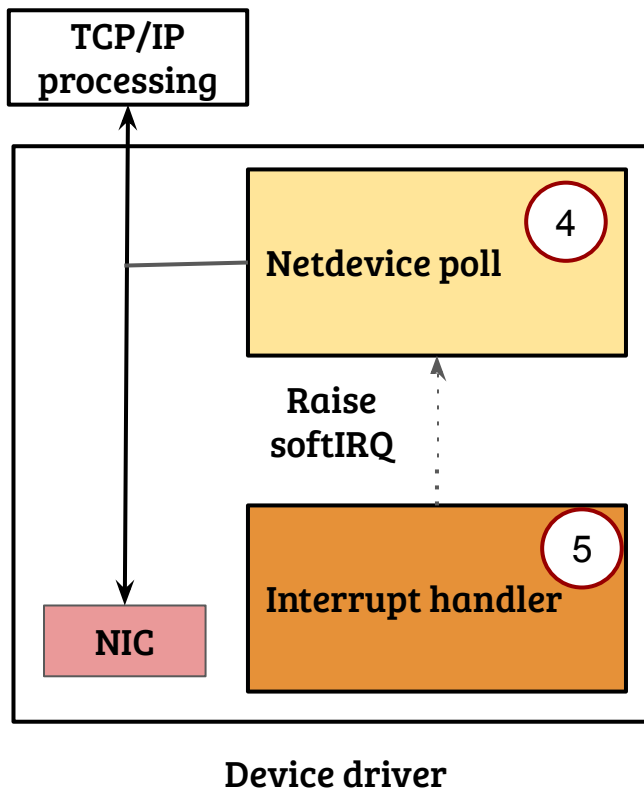 TCP/IP
processing
4
Netdevice poll
Raise
softIRQ
5
Interrupt handler
NIC
Device driver